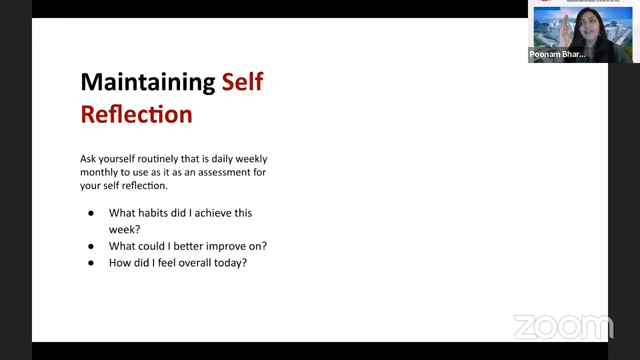 Maintaining Self
Reflection
Ask yourself routinely that is daily weekly
monthly to use as it as an assessment for
your self reflection.
● What habits did I achieve this
week?
● What could I better improve on?
● How did I feel overall today?
Poonam Bhar...
zoom